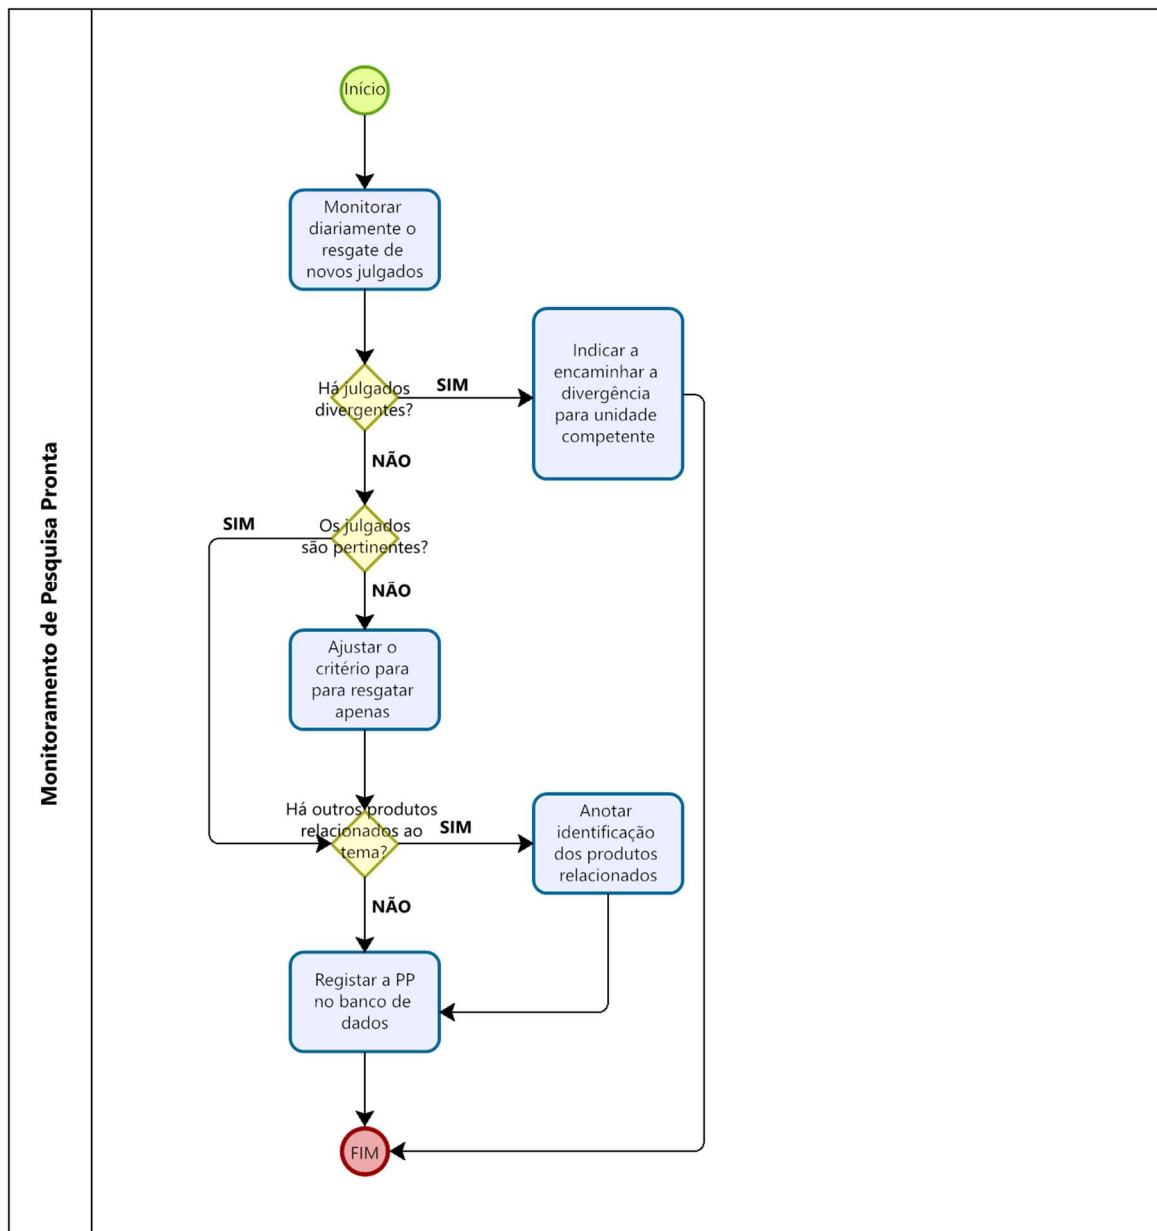 Monitoramento de Pesquisa Pronta
Início
Monitorar
diariamente o
resgate de
novos julgados
Há julgados
divergentes?
SIM
Indicar a
encaminhar a
divergência
para unidade
competente
NÃO
Os julgados
são pertinentes?
SIM
NÃO
Ajustar o
critério para
para resgatar
apenas
Há outros produtos
relacionados ao
tema?
SIM
Anotar
identificação
dos produtos
relacionados
NÃO
Registar a PP
no banco de
dados
FIM